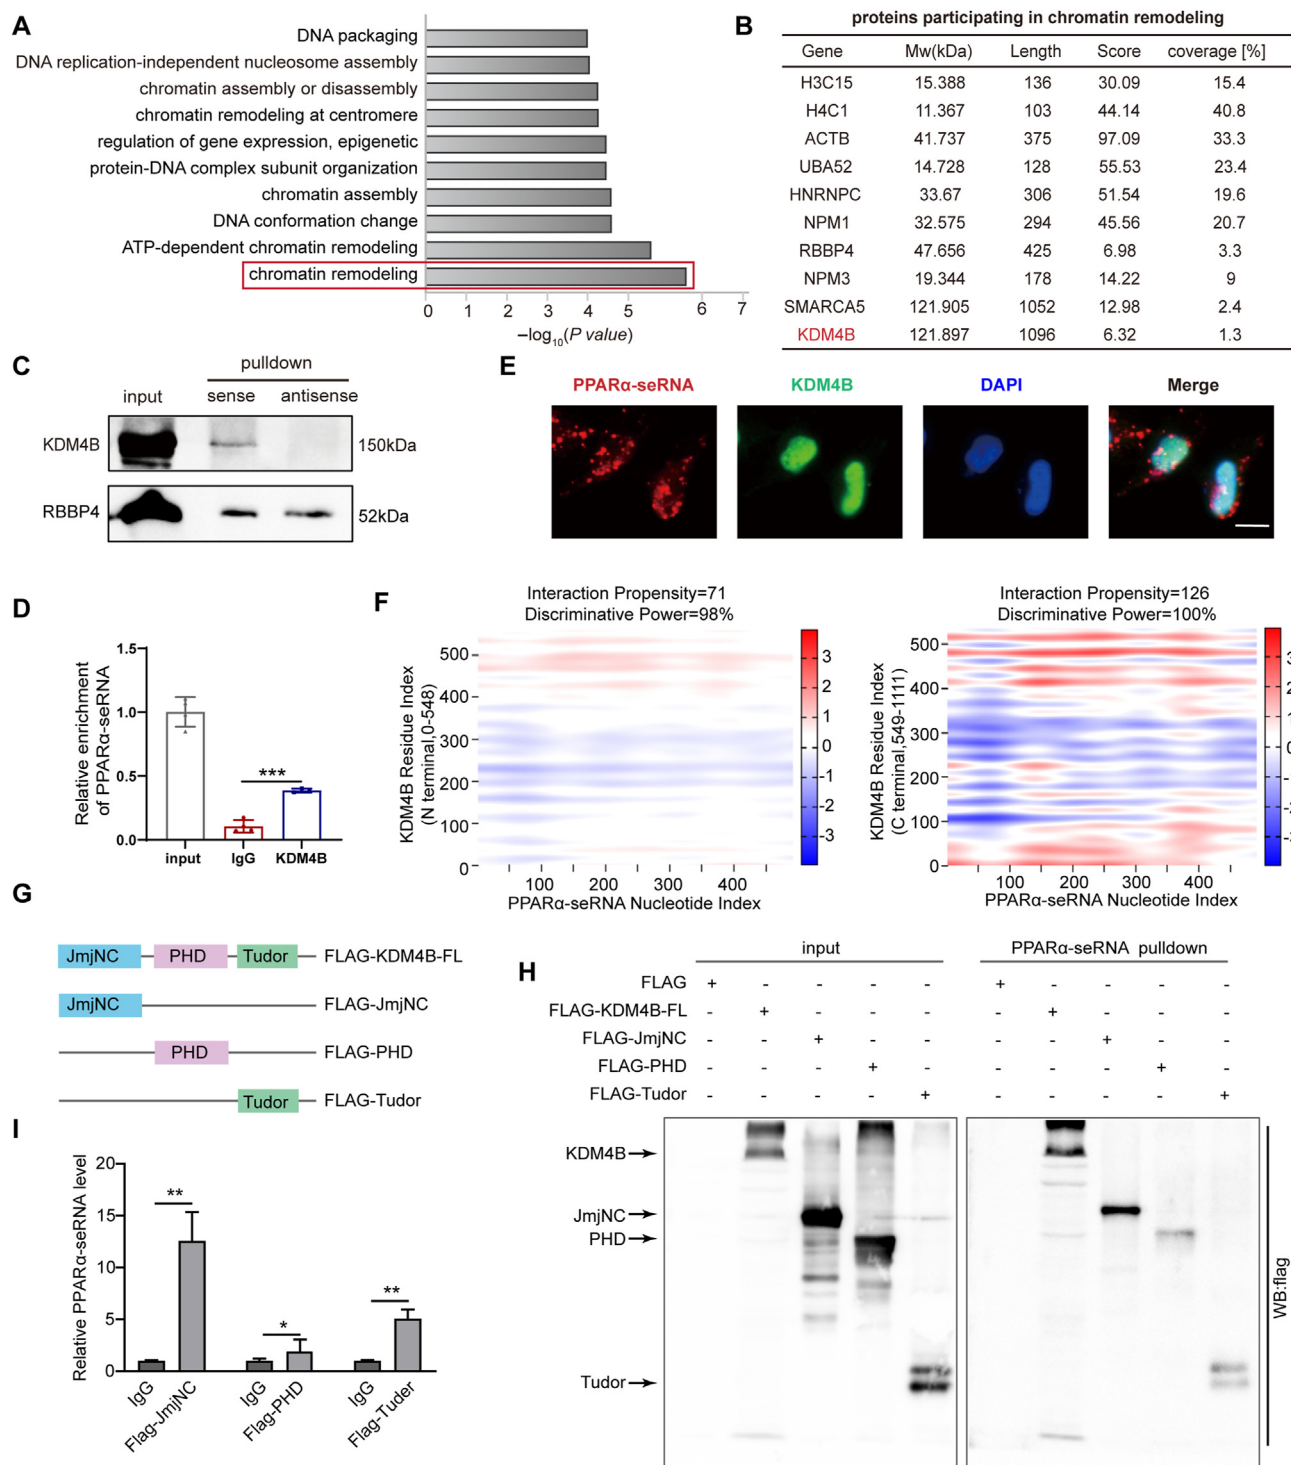 A
DNA packaging
DNA replication-independent nucleosome assembly
chromatin assembly or disassembly
chromatin remodeling at centromere
regulation of gene expression, epigenetic
protein-DNA complex subunit organization
chromatin assembly
DNA conformation change
ATP-dependent chromatin remodeling
chromatin remodeling
0 1 2 3 4 5 6 7
–log10(P value)
B
proteins participating in chromatin remodeling
Gene Mw(kDa) Length Score coverage [%]
H3C15 15.388 136 30.09 15.4
H4C1 11.367 103 44.14 40.8
ACTB 41.737 375 97.09 33.3
UBA52 14.728 128 55.53 23.4
HNRNPC 33.67 306 51.54 19.6
NPM1 32.575 294 45.56 20.7
RBBP4 47.656 425 6.98 3.3
NPM3 19.344 178 14.22 9
SMARCA5 121.905 1052 12.98 2.4
KDM4B 121.897 1096 6.32 1.3
C
pulldown
input sense antisense
KDM4B 150kDa
RBBP4 52kDa
E
PPARα-seRNA KDM4B DAPI Merge
D
Relative enrichment
of PPARα-seRNA
1.5
1.0
0.5
0.0
***
input IgG KDM4B
F
Interaction Propensity=71
Discriminative Power=98%
KDM4B Residue Index
(N terminal,0-548)
500
400
300
200
100
0
100 200 300 400
PPARα-seRNA Nucleotide Index
3
2
1
0
-1
-2
-3
Interaction Propensity=126
Discriminative Power=100%
KDM4B Residue Index
(C terminal,549-1111)
500
400
300
200
100
0
100 200 300 400
PPARα-seRNA Nucleotide Index
3
2
1
0
-1
-2
G
JmjNC PHD Tudor FLAG-KDM4B-FL
JmjNC FLAG-JmjNC
PHD FLAG-PHD
Tudor FLAG-Tudor
H
input PPARα-seRNA pulldown
FLAG + - - - - + - - - -
FLAG-KDM4B-FL - + - - - - + - - -
FLAG-JmjNC - - + - - - - + - -
FLAG-PHD - - - + - - - - + -
FLAG-Tudor - - - - + - - - - +
KDM4B
JmjNC
PHD
Tudor
WB:flag
I
Relative PPARα-seRNA level
20
15
10
5
0
** * **
IgG Flag-JmjNC IgG Flag-PHD IgG Flag-Tuder